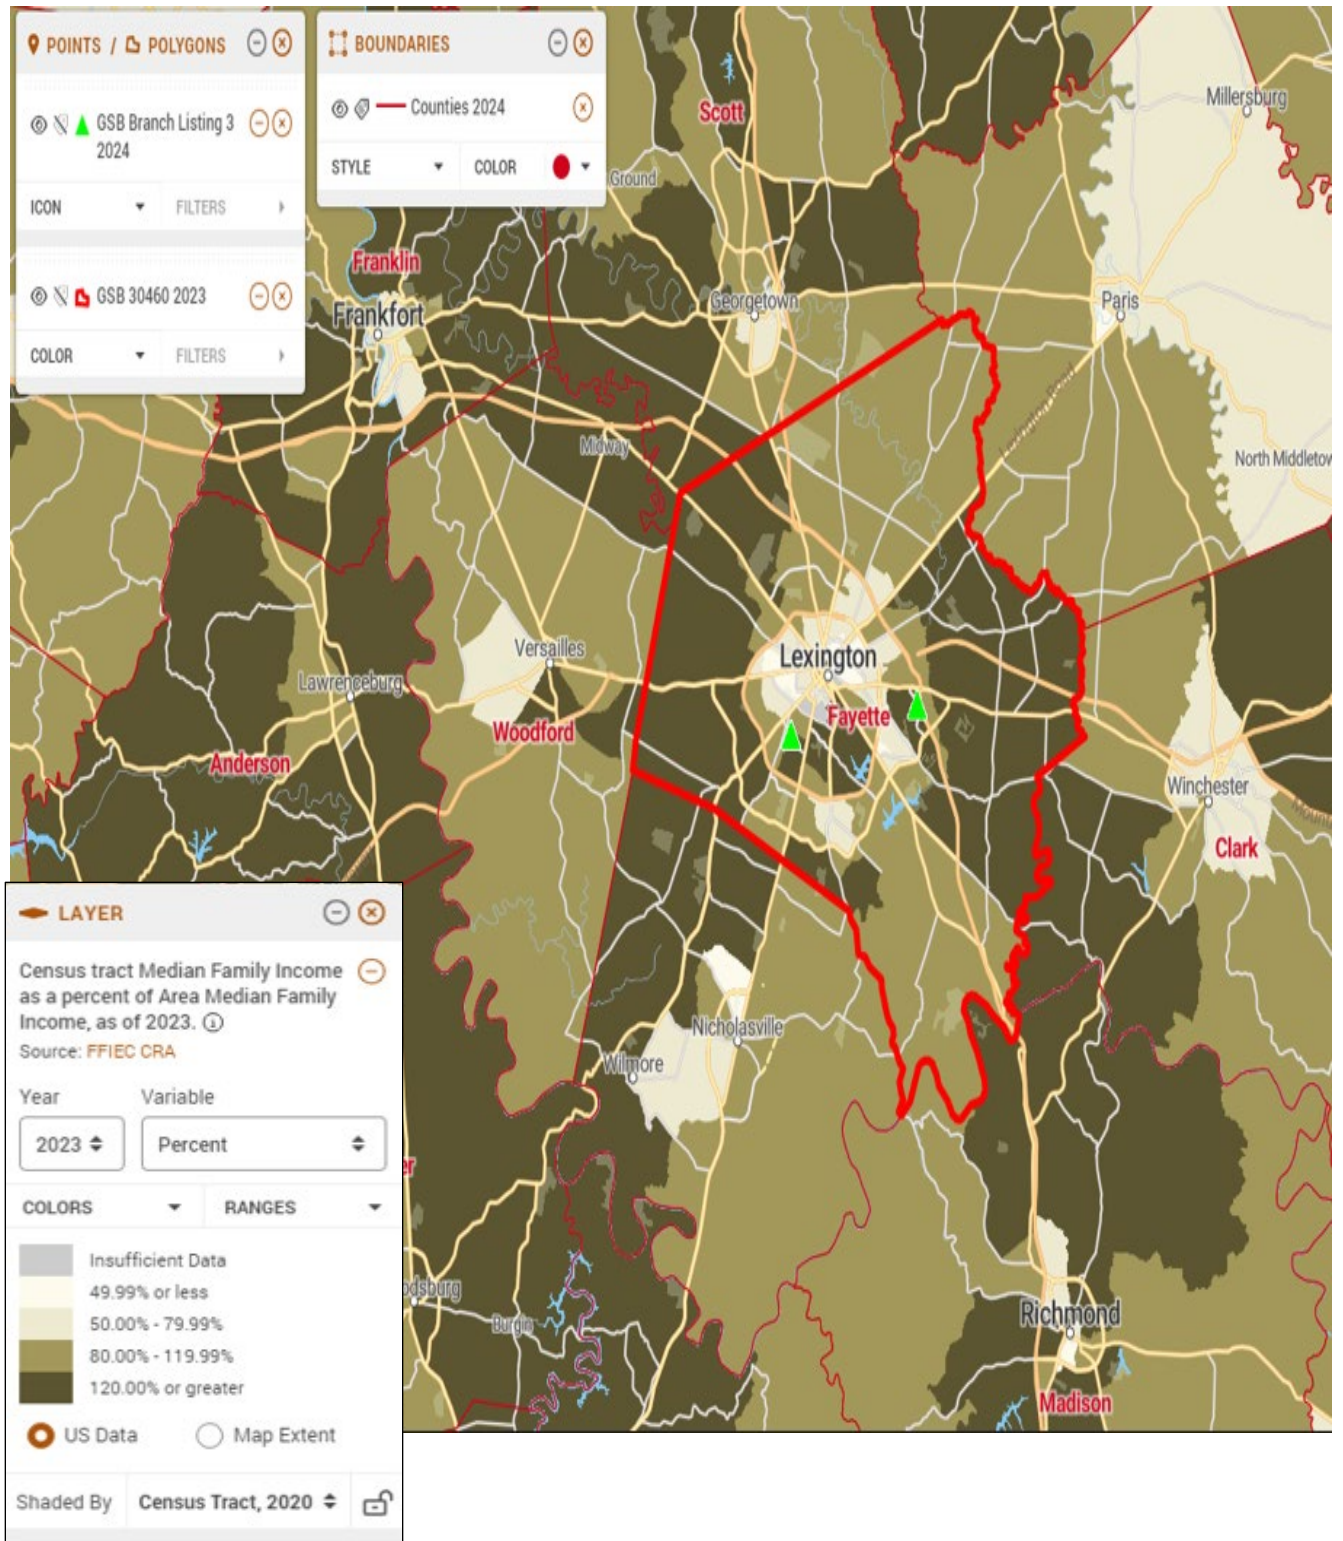 POINTS / POLYGONS
GSB Branch Listing 3
2024
ICON
FILTERS
GSB 30460 2023
COLOR
FILTERS
BOUNDARIES
Counties 2024
STYLE
COLOR
Scott
Millersburg
Ground
Franklin
Frankfort
Georgetown
Paris
Lexington Road
Midway
North Middletow
Lexington
Versailles
Lawrenceburg
Fayette
Woodford
Anderson
Winchester
Clark
Nicholasville
Wilmore
er
odsburg
Burgin
Richmond
Madison
LAYER
Census tract Median Family Income
as a percent of Area Median Family
Income, as of 2023.
Source: FFIEC CRA
Year
Variable
2023
Percent
COLORS
RANGES
Insufficient Data
49.99% or less
50.00% - 79.99%
80.00% - 119.99%
120.00% or greater
US Data
Map Extent
Shaded By
Census Tract, 2020